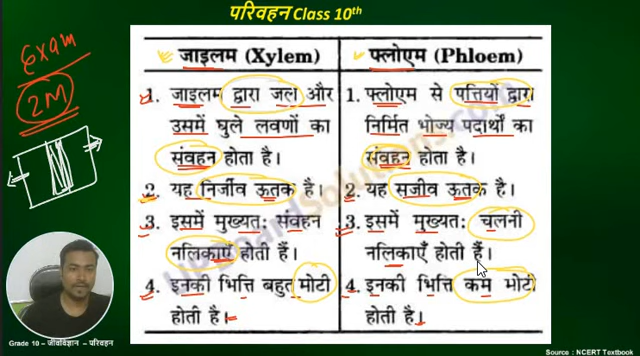 परिवहन Class 10th
Exam
2M
जाइलम (Xylem)
1. जाइलम द्वारा जल और
उसमें घुले लवणों का
संवहन होता है।
2. यह निर्जीव ऊतक है।
3. इसमें मुख्यत: संवहन
नलिकाएँ होती हैं।
4. इनकी भित्ति बहुत मोटी
होती है।
फ्लोएम (Phloem)
1. फ्लोएम से पत्तियों द्वारा
निर्मित भोज्य पदार्थों का
संवहन होता है।
2. यह सजीव ऊतक है।
3. इसमें मुख्यत: चलनी
नलिकाएँ होती हैं।
4. इनकी भित्ति कम मोटी
होती है।
UPBoardSolutions.com
Grade 10 - जीवविज्ञान - परिवहन
Source : NCERT Textbook